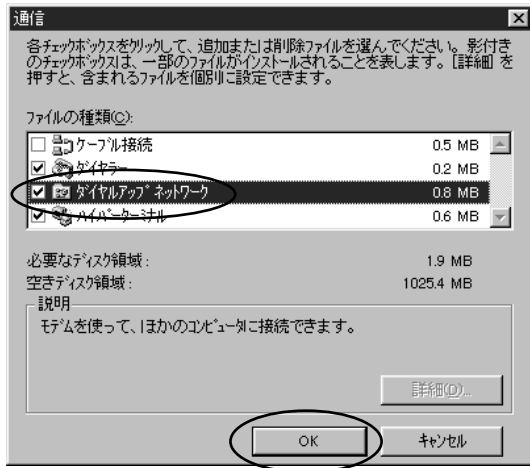 通信
各ﾁｪｯｸﾎﾞｯｸｽをｸﾘｯｸして、追加または削除ﾌｧｲﾙを選んでください。影付き
のﾁｪｯｸﾎﾞｯｸｽは、一部のﾌｧｲﾙがｲﾝｽﾄｰﾙされることを表します。[詳細] を
押すと、含まれるﾌｧｲﾙを個別に設定できます。
ﾌｧｲﾙの種類(C):
ｹｰﾌﾞﾙ接続 0.5 MB
ﾀﾞｲﾔﾗｰ 0.2 MB
ﾀﾞｲﾔﾙｱｯﾌﾟ ﾈｯﾄﾜｰｸ 0.8 MB
ﾊｲﾊﾟｰﾀｰﾐﾅﾙ 0.6 MB
必要なﾃﾞｨｽｸ領域: 1.9 MB
空きﾃﾞｨｽｸ領域: 1025.4 MB
説明
ﾓﾃﾞﾑを使って、ほかのｺﾝﾋﾟｭｰﾀに接続できます。
詳細(D)...
OK ｷｬﾝｾﾙ